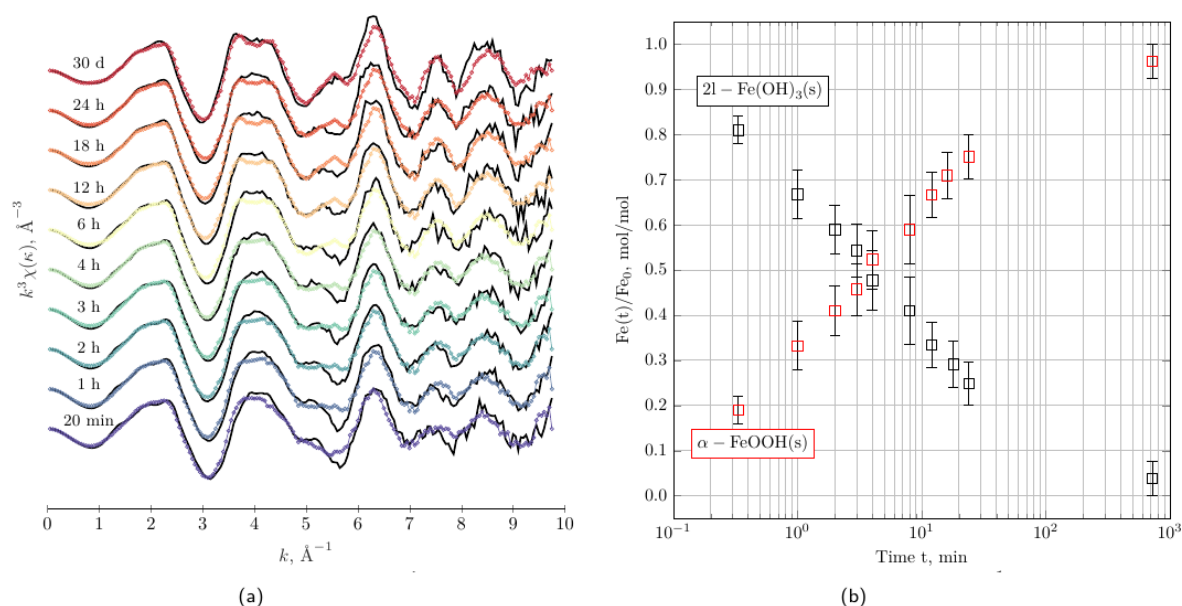 30 d
24 h
18 h
12 h
6 h
4 h
3 h
2 h
1 h
20 min
k³χ(κ), Å⁻³
0 1 2 3 4 5 6 7 8 9 10
k, Å⁻¹
(a)
1.0
0.9
0.8
0.7
0.6
0.5
0.4
0.3
0.2
0.1
0.0
Fe(t)/Fe₀, mol/mol
2l − Fe(OH)₃(s)
α − FeOOH(s)
10⁻¹ 10⁰ 10¹ 10² 10³
Time t, min
(b)